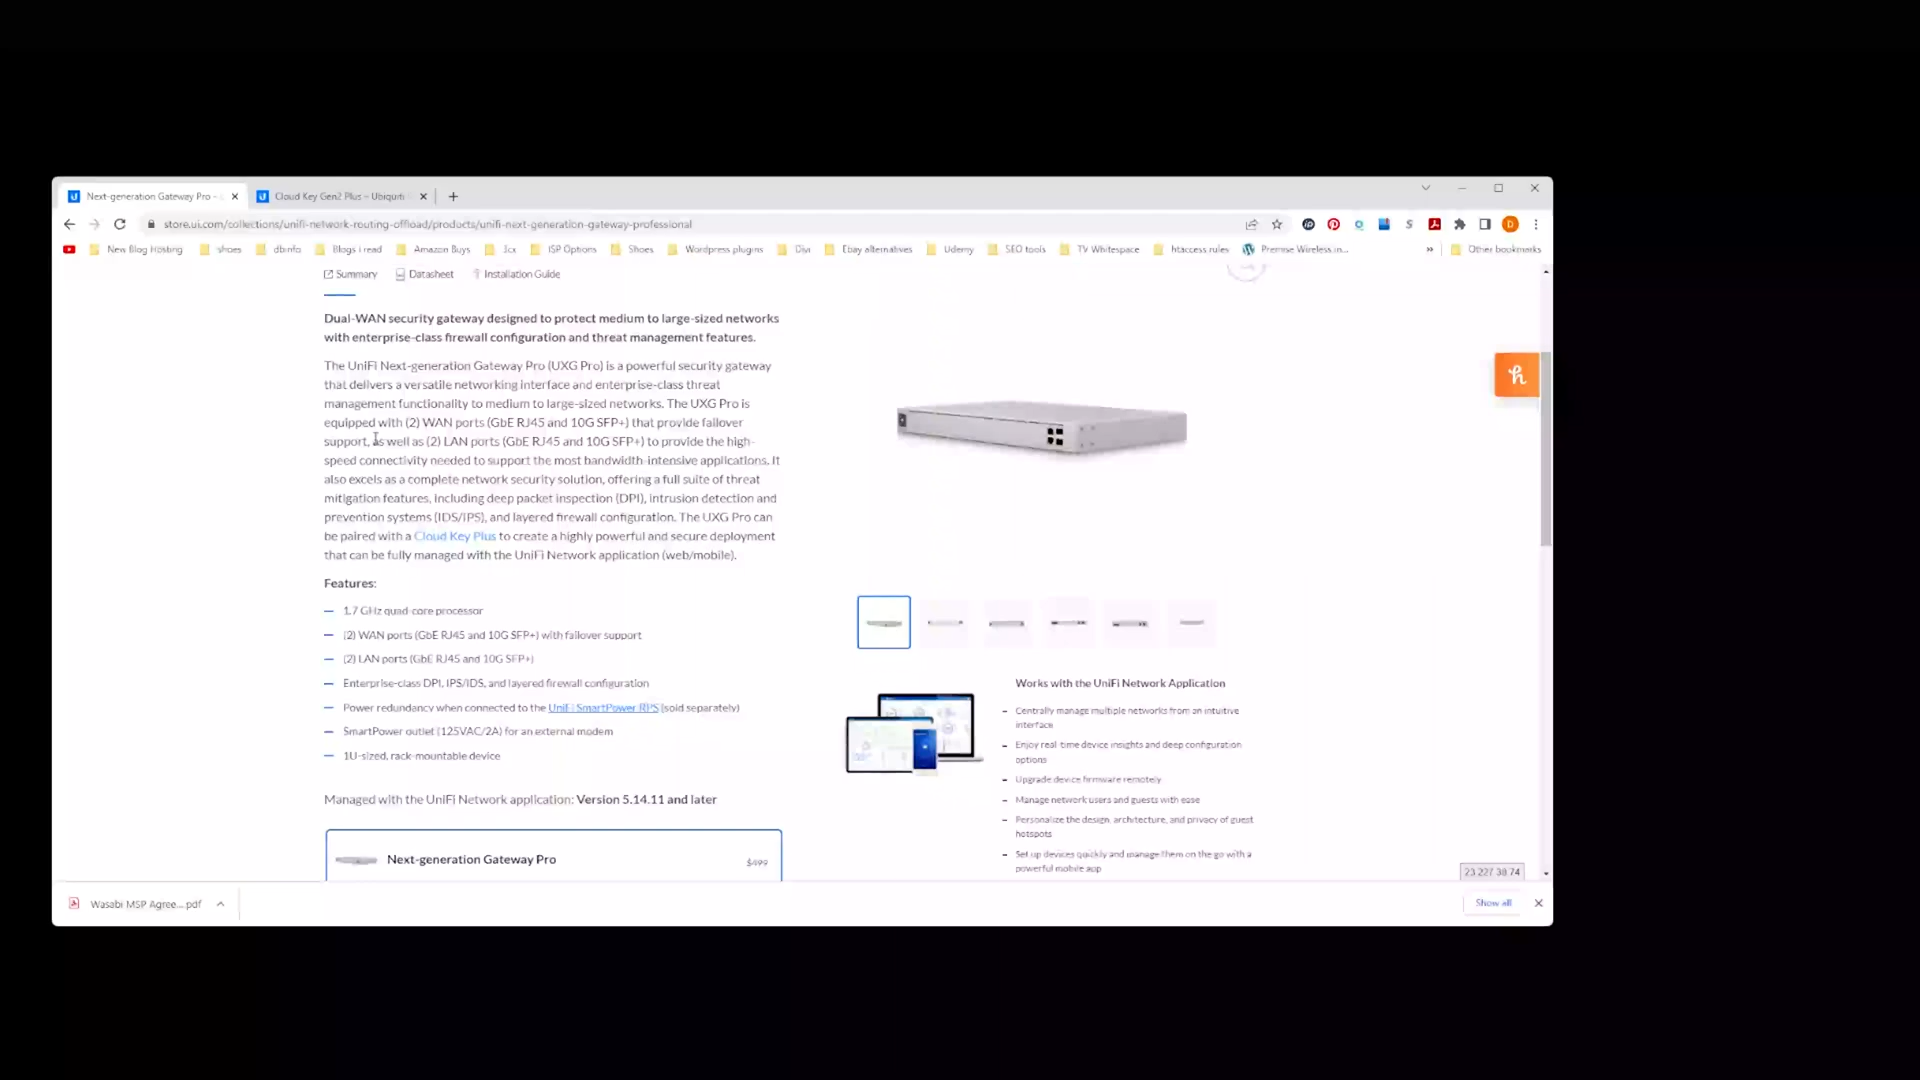 Next-generation Gateway Pro -
Cloud Key Gen2 Plus – Ubiquiti
store.ui.com/collections/unifi-network-routing-offload/products/unifi-next-generation-gateway-professional
New Blog Hosting
shoes
dbinfo
Blogs i read
Amazon Buys
3cx
ISP Options
Shoes
Wordpress plugins
Divi
Ebay alternatives
Udemy
SEO tools
TV Whitespace
htaccess rules
Premise Wireless in...
»
Other bookmarks
Summary
Datasheet
Installation Guide
Dual-WAN security gateway designed to protect medium to large-sized networks
with enterprise-class firewall configuration and threat management features.
The UniFi Next-generation Gateway Pro (UXG Pro) is a powerful security gateway
that delivers a versatile networking interface and enterprise-class threat
management functionality to medium to large-sized networks. The UXG Pro is
equipped with (2) WAN ports (GbE RJ45 and 10G SFP+) that provide failover
support, as well as (2) LAN ports (GbE RJ45 and 10G SFP+) to provide the high-
speed connectivity needed to support the most bandwidth-intensive applications. It
also excels as a complete network security solution, offering a full suite of threat
mitigation features, including deep packet inspection (DPI), intrusion detection and
prevention systems (IDS/IPS), and layered firewall configuration. The UXG Pro can
be paired with a Cloud Key Plus to create a highly powerful and secure deployment
that can be fully managed with the UniFi Network application (web/mobile).
Features:
1.7 GHz quad-core processor
(2) WAN ports (GbE RJ45 and 10G SFP+) with failover support
(2) LAN ports (GbE RJ45 and 10G SFP+)
Enterprise-class DPI, IPS/IDS, and layered firewall configuration
Power redundancy when connected to the UniFi SmartPower RPS (sold separately)
SmartPower outlet (125VAC/2A) for an external modem
1U-sized, rack-mountable device
Managed with the UniFi Network application: Version 5.14.11 and later
Next-generation Gateway Pro
$499
Works with the UniFi Network Application
- Centrally manage multiple networks from an intuitive
interface
- Enjoy real-time device insights and deep configuration
options
- Upgrade device firmware remotely
- Manage network users and guests with ease
- Personalize the design, architecture, and privacy of guest
hotspots
- Set up devices quickly and manage them on the go with a
powerful mobile app
23.227.38.74
Wasabi MSP Agree....pdf
Show all